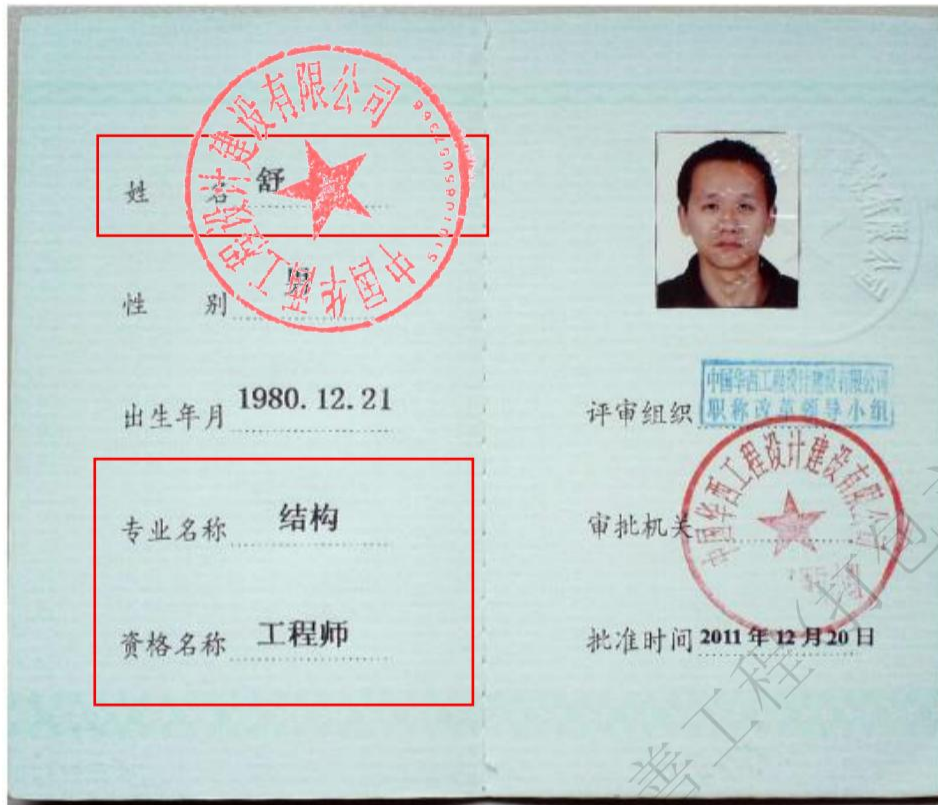 姓 名 舒
性 别 男
出生年月 1980.12.21
专业名称 结构
资格名称 工程师
中国华西工程设计建设有限公司
评审组织 中国华西工程设计建设有限公司
职称改革领导小组
审批机关
中国华西工程设计建设有限公司
批准时间 2011年12月20日
善工程